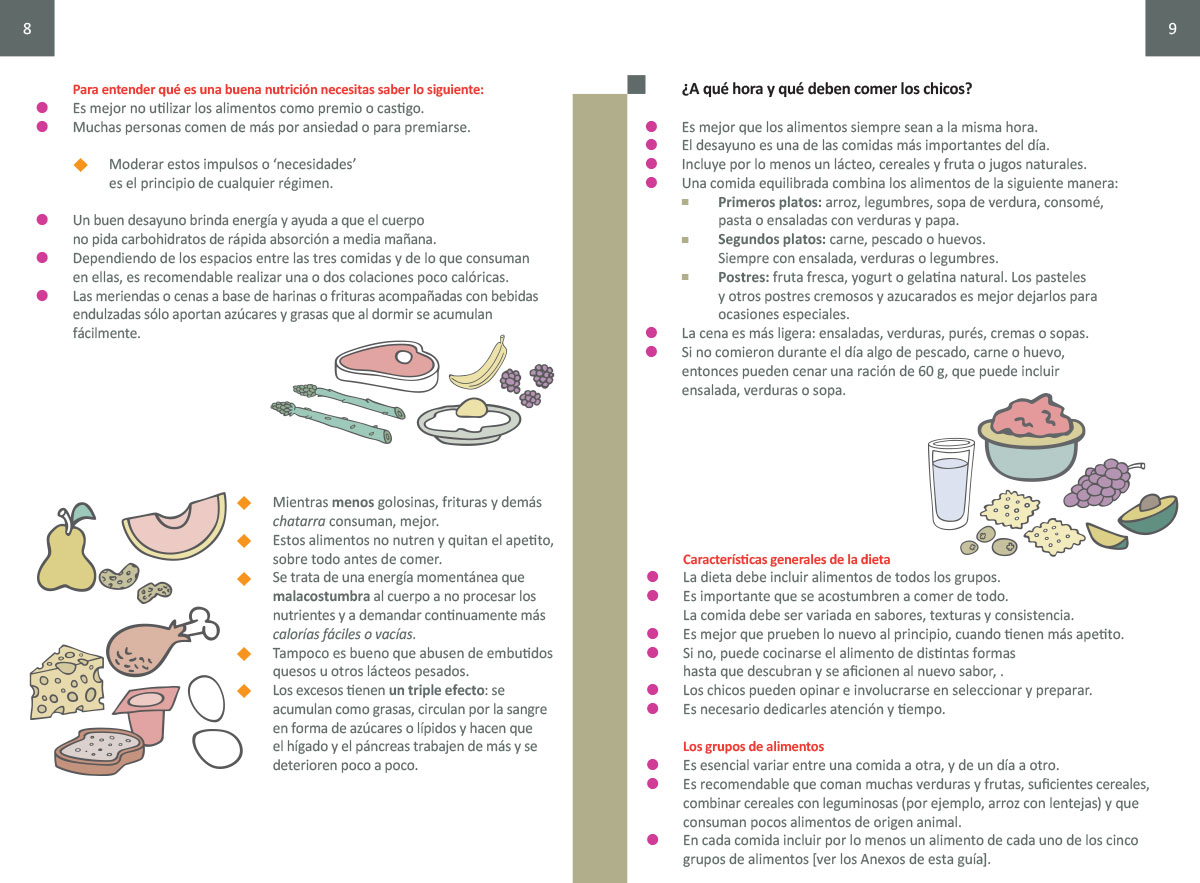 8
Para entender qué es una buena nutrición necesitas saber lo siguiente:
Es mejor no utilizar los alimentos como premio o castigo.
Muchas personas comen de más por ansiedad o para premiarse.
Moderar estos impulsos o ‘necesidades’
es el principio de cualquier régimen.
Un buen desayuno brinda energía y ayuda a que el cuerpo
no pida carbohidratos de rápida absorción a media mañana.
Dependiendo de los espacios entre las tres comidas y de lo que consuman
en ellas, es recomendable realizar una o dos colaciones poco calóricas.
Las meriendas o cenas a base de harinas o frituras acompañadas con bebidas
endulzadas sólo aportan azúcares y grasas que al dormir se acumulan
fácilmente.
Mientras menos golosinas, frituras y demás
chatarra consuman, mejor.
Estos alimentos no nutren y quitan el apetito,
sobre todo antes de comer.
Se trata de una energía momentánea que
malacostumbra al cuerpo a no procesar los
nutrientes y a demandar continuamente más
calorías fáciles o vacías.
Tampoco es bueno que abusen de embutidos
quesos u otros lácteos pesados.
Los excesos tienen un triple efecto: se
acumulan como grasas, circulan por la sangre
en forma de azúcares o lípidos y hacen que
el hígado y el páncreas trabajen de más y se
deterioren poco a poco.
9
¿A qué hora y qué deben comer los chicos?
Es mejor que los alimentos siempre sean a la misma hora.
El desayuno es una de las comidas más importantes del día.
Incluye por lo menos un lácteo, cereales y fruta o jugos naturales.
Una comida equilibrada combina los alimentos de la siguiente manera:
Primeros platos: arroz, legumbres, sopa de verdura, consomé,
pasta o ensaladas con verduras y papa.
Segundos platos: carne, pescado o huevos.
Siempre con ensalada, verduras o legumbres.
Postres: fruta fresca, yogurt o gelatina natural. Los pasteles
y otros postres cremosos y azucarados es mejor dejarlos para
ocasiones especiales.
La cena es más ligera: ensaladas, verduras, purés, cremas o sopas.
Si no comieron durante el día algo de pescado, carne o huevo,
entonces pueden cenar una ración de 60 g, que puede incluir
ensalada, verduras o sopa.
Características generales de la dieta
La dieta debe incluir alimentos de todos los grupos.
Es importante que se acostumbren a comer de todo.
La comida debe ser variada en sabores, texturas y consistencia.
Es mejor que prueben lo nuevo al principio, cuando tienen más apetito.
Si no, puede cocinarse el alimento de distintas formas
hasta que descubran y se aficionen al nuevo sabor, .
Los chicos pueden opinar e involucrarse en seleccionar y preparar.
Es necesario dedicarles atención y tiempo.
Los grupos de alimentos
Es esencial variar entre una comida a otra, y de un día a otro.
Es recomendable que coman muchas verduras y frutas, suficientes cereales,
combinar cereales con leguminosas (por ejemplo, arroz con lentejas) y que
consuman pocos alimentos de origen animal.
En cada comida incluir por lo menos un alimento de cada uno de los cinco
grupos de alimentos [ver los Anexos de esta guía].